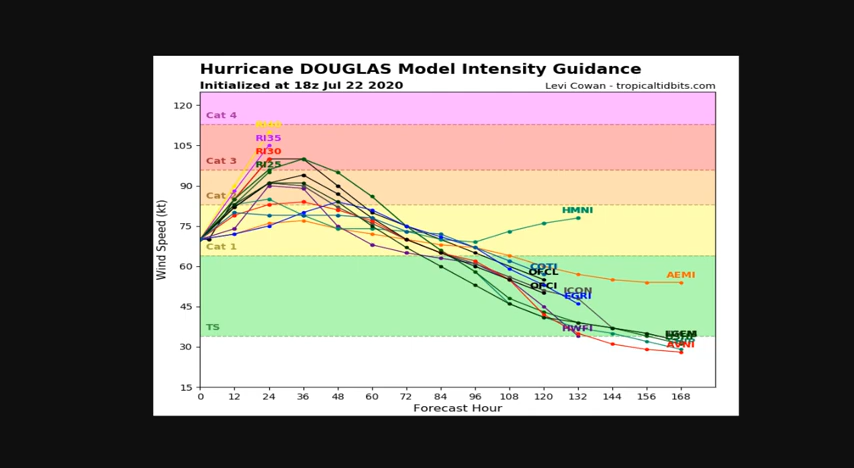 Hurricane DOUGLAS Model Intensity Guidance
Initialized at 18z Jul 22 2020
Levi Cowan - tropicaltidbits.com
Wind Speed (kt)
120
105
90
75
60
45
30
15
Cat 4
Cat 3
Cat
Cat 1
TS
RI35
RI30
RI25
HMNI
COTI
OFCL
OFCI
ICON
EGRI
HWFI
AEMI
AVNI
0 12 24 36 48 60 72 84 96 108 120 132 144 156 168
Forecast Hour